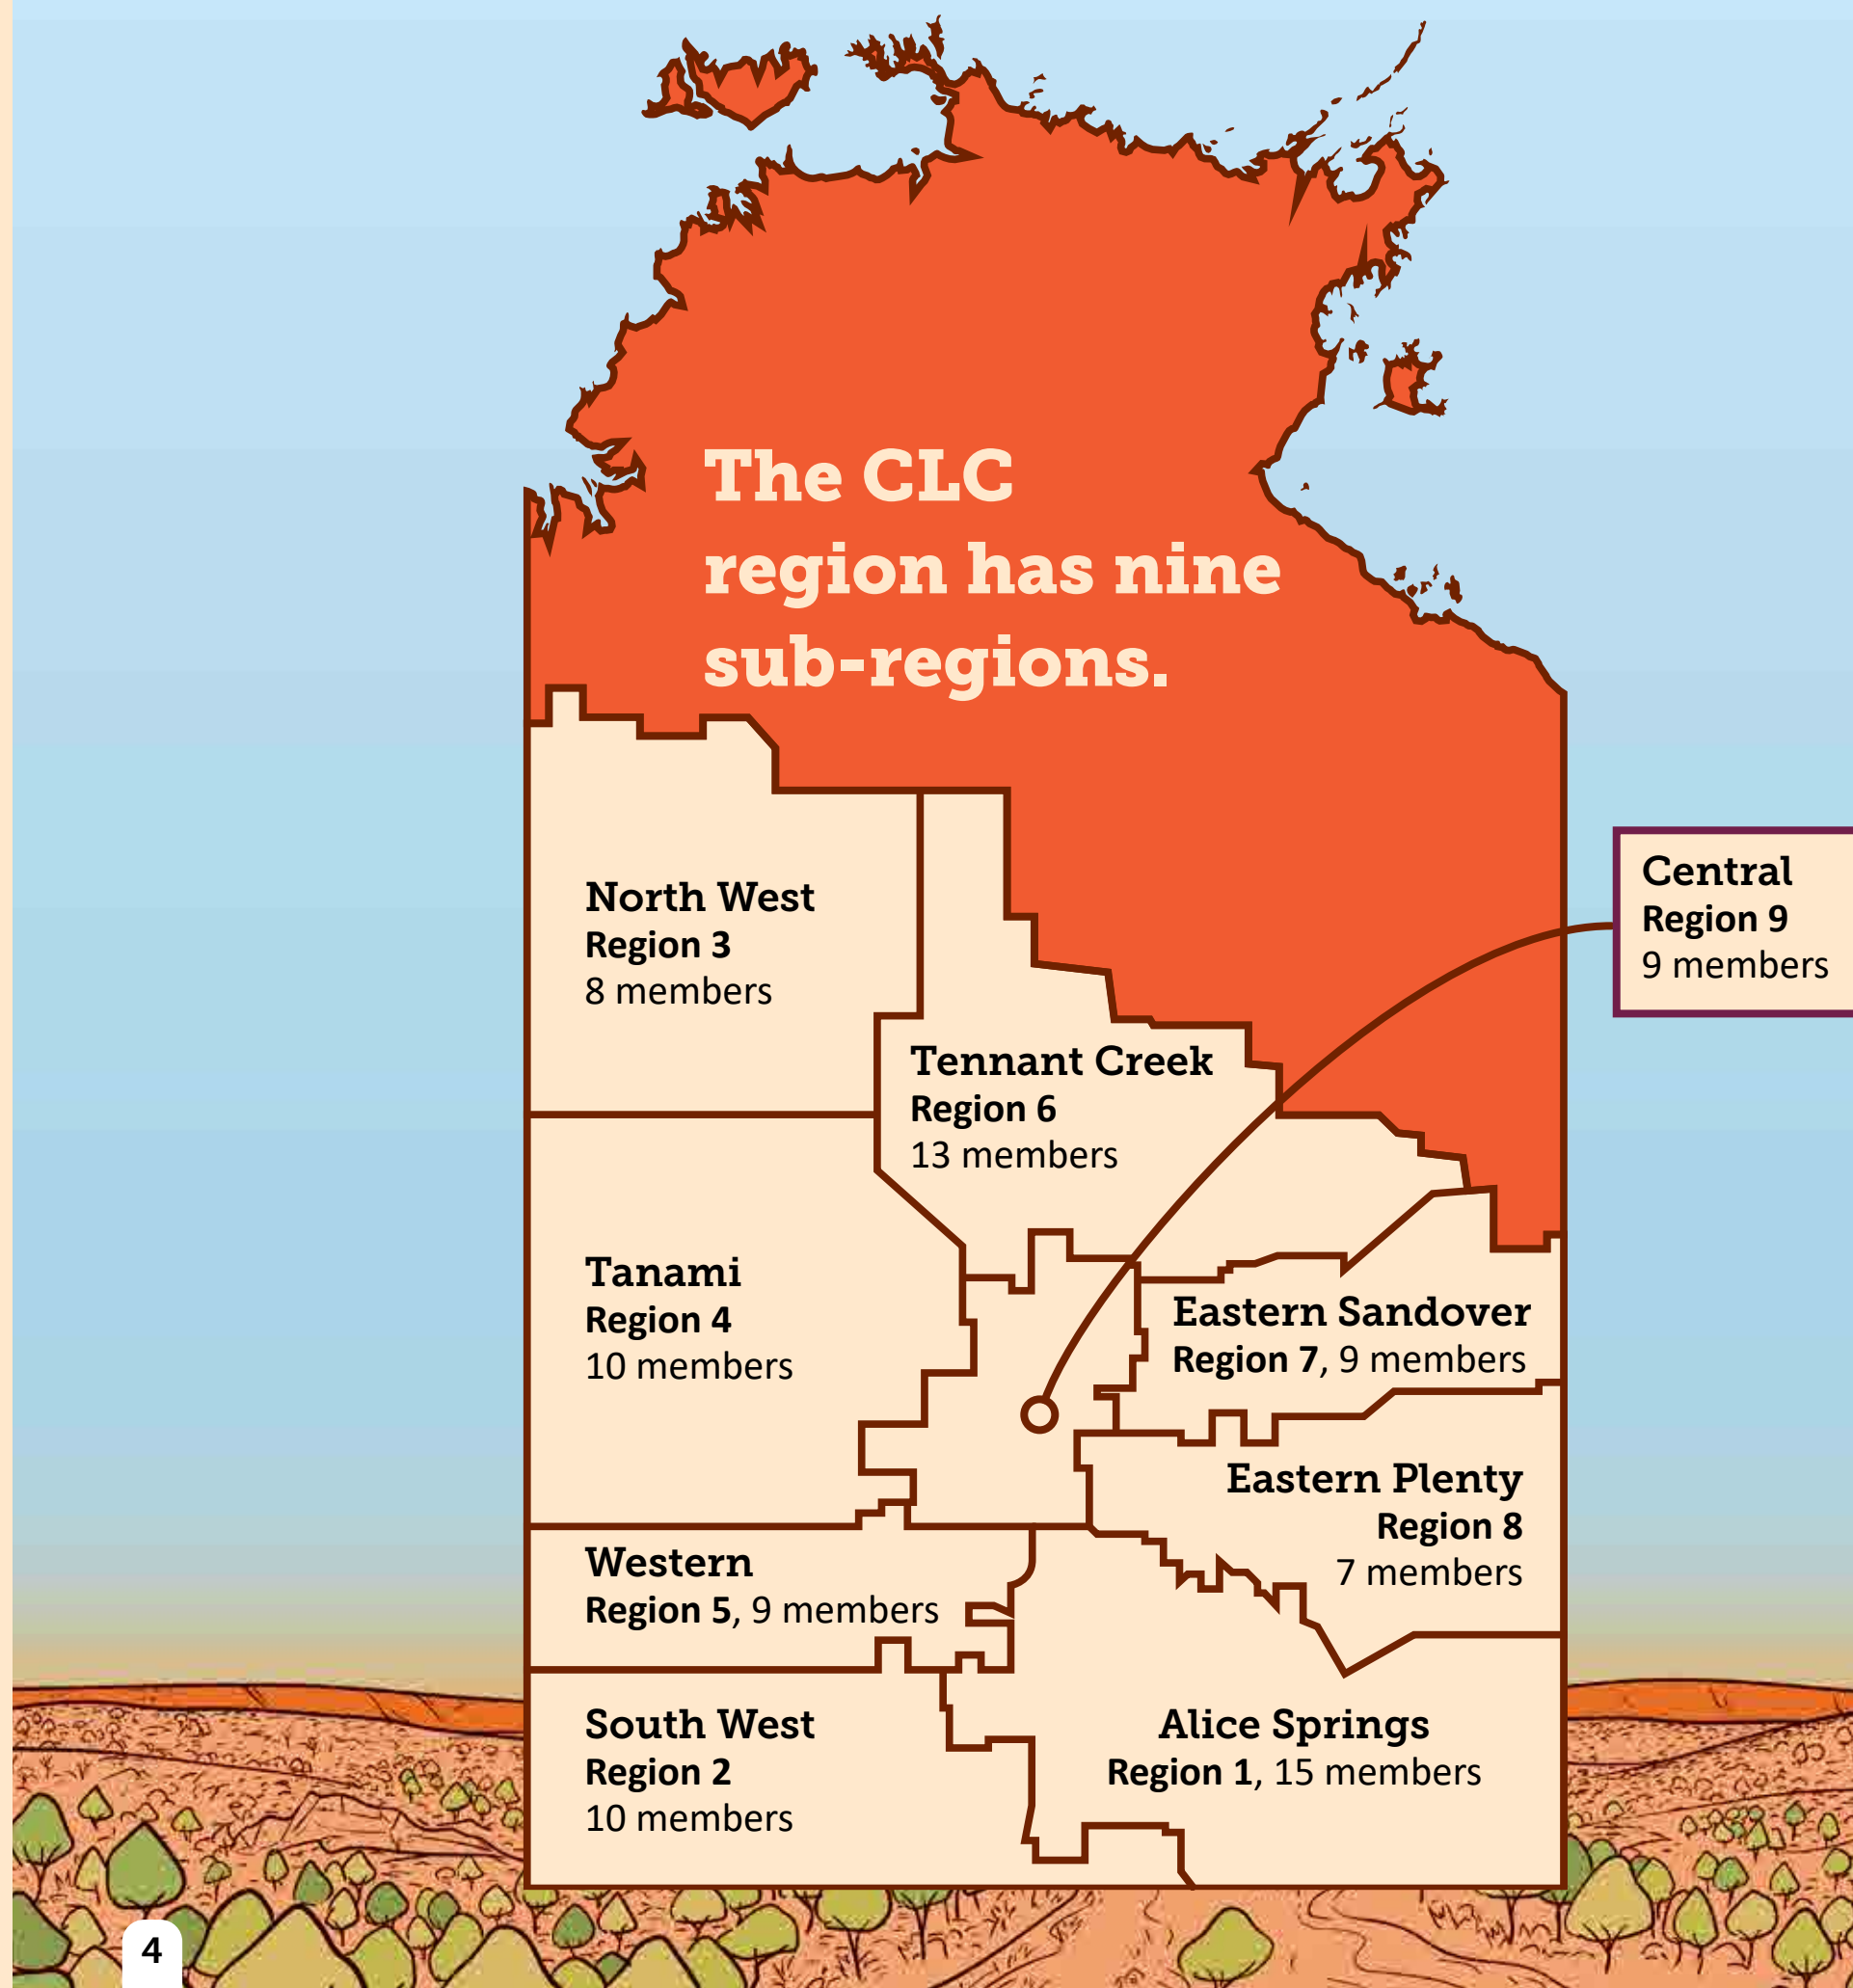 The CLC
region has nine
sub-regions.
Central
Region 9
9 members
North West
Region 3
8 members
Tennant Creek
Region 6
13 members
Tanami
Region 4
10 members
Eastern Sandover
Region 7, 9 members
Eastern Plenty
Region 8
7 members
Western
Region 5, 9 members
South West
Region 2
10 members
Alice Springs
Region 1, 15 members
4